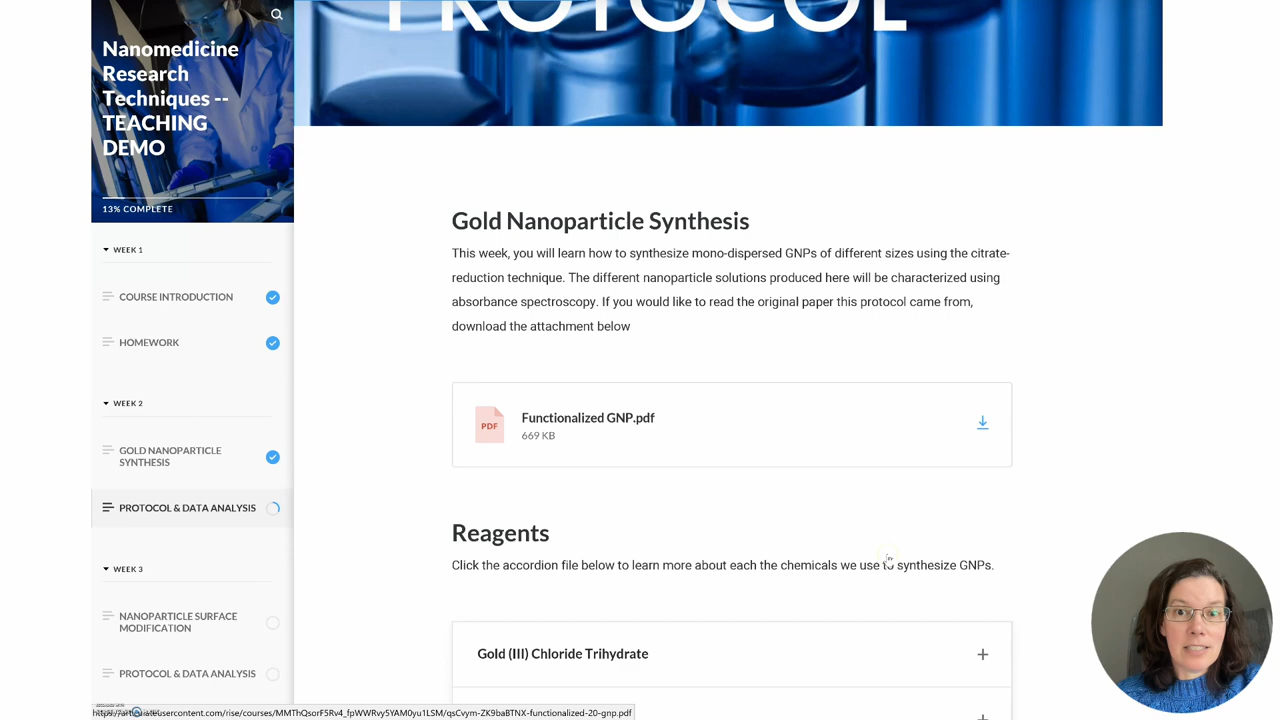 PROTOCOL
Nanomedicine
Research
Techniques --
TEACHING
DEMO
13% COMPLETE
WEEK 1
COURSE INTRODUCTION
HOMEWORK
WEEK 2
GOLD NANOPARTICLE
SYNTHESIS
PROTOCOL & DATA ANALYSIS
WEEK 3
NANOPARTICLE SURFACE
MODIFICATION
PROTOCOL & DATA ANALYSIS
Gold Nanoparticle Synthesis
This week, you will learn how to synthesize mono-dispersed GNPs of different sizes using the citrate-
reduction technique. The different nanoparticle solutions produced here will be characterized using
absorbance spectroscopy. If you would like to read the original paper this protocol came from,
download the attachment below
PDF
Functionalized GNP.pdf
669 KB
Reagents
Click the accordion file below to learn more about each the chemicals we use to synthesize GNPs.
Gold (III) Chloride Trihydrate